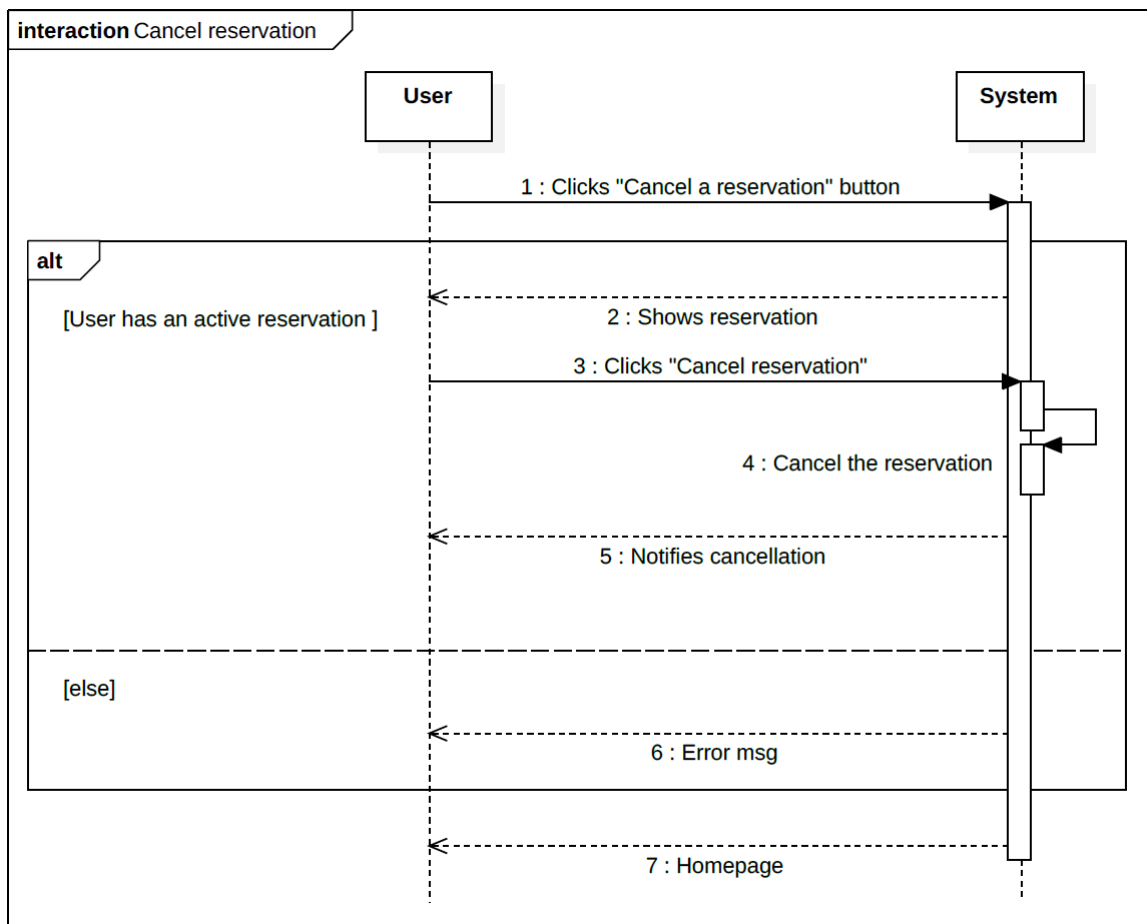 interaction Cancel reservation
User
System
1 : Clicks "Cancel a reservation" button
alt
[User has an active reservation ]
2 : Shows reservation
3 : Clicks "Cancel reservation"
4 : Cancel the reservation
5 : Notifies cancellation
[else]
6 : Error msg
7 : Homepage